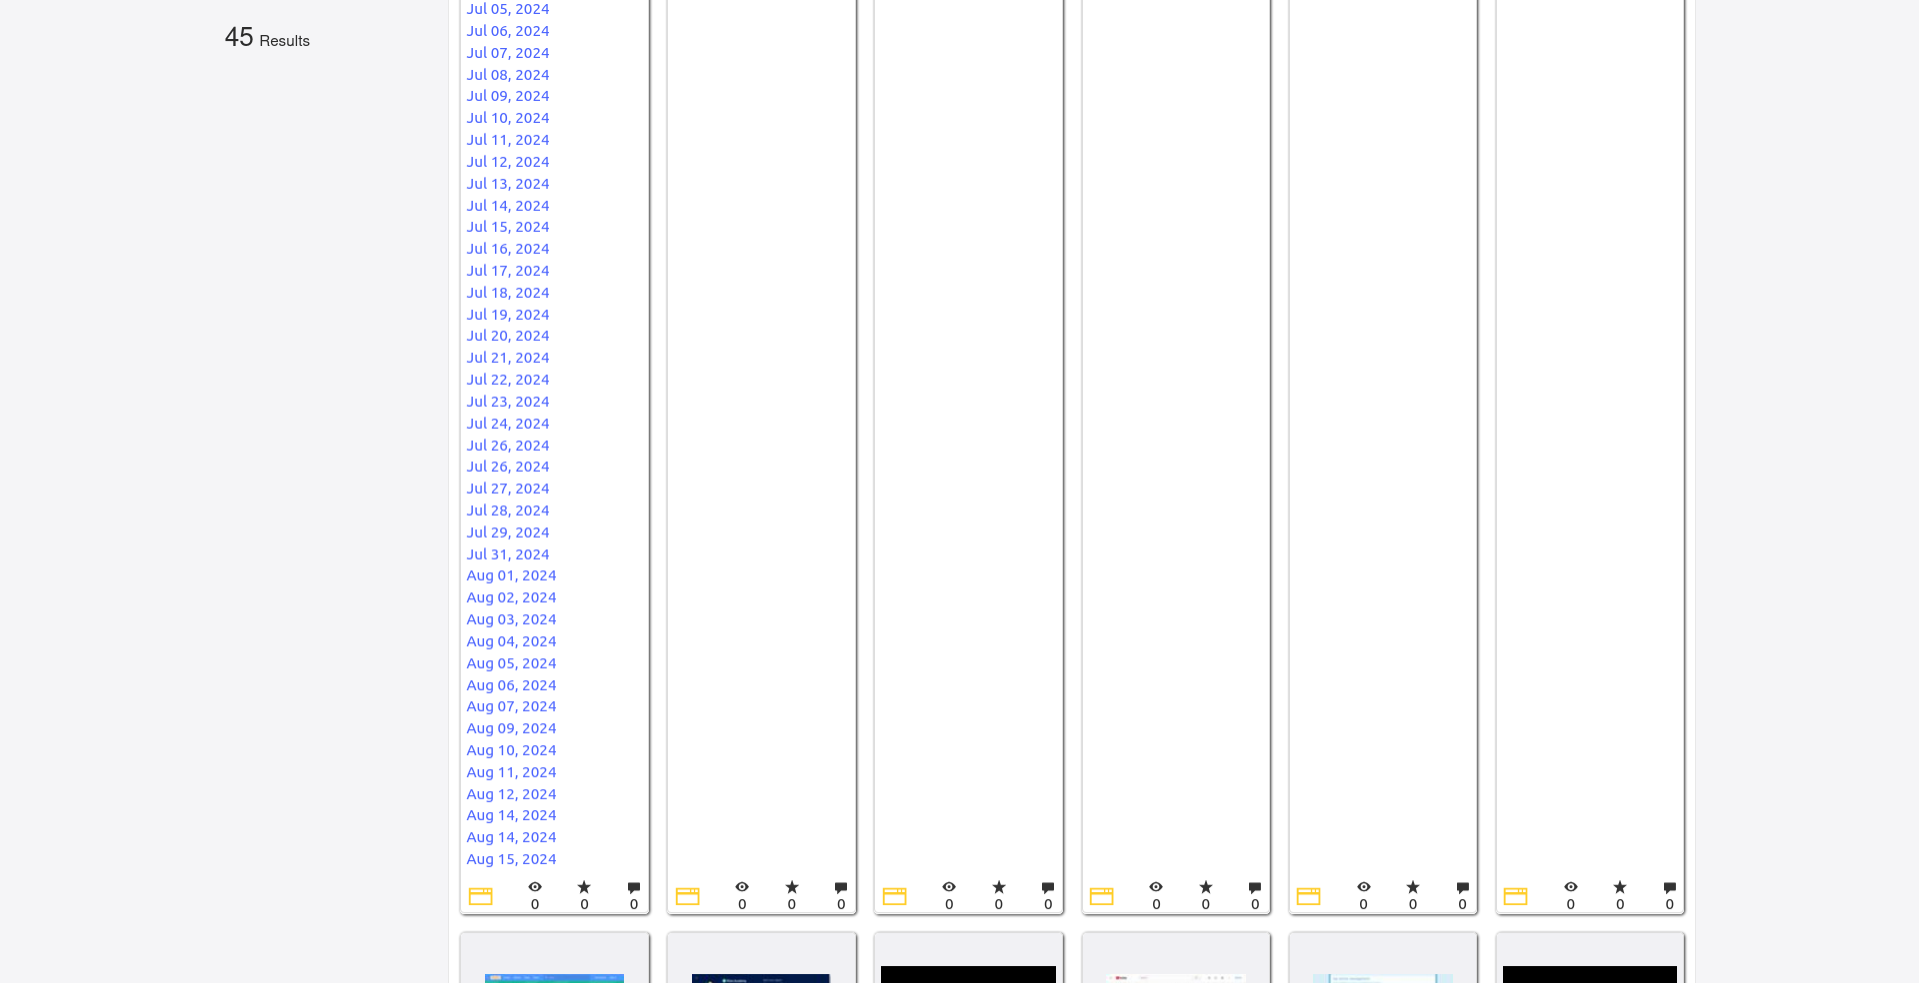 45 Results
Jul 05, 2024
Jul 06, 2024
Jul 07, 2024
Jul 08, 2024
Jul 09, 2024
Jul 10, 2024
Jul 11, 2024
Jul 12, 2024
Jul 13, 2024
Jul 14, 2024
Jul 15, 2024
Jul 16, 2024
Jul 17, 2024
Jul 18, 2024
Jul 19, 2024
Jul 20, 2024
Jul 21, 2024
Jul 22, 2024
Jul 23, 2024
Jul 24, 2024
Jul 26, 2024
Jul 26, 2024
Jul 27, 2024
Jul 28, 2024
Jul 29, 2024
Jul 31, 2024
Aug 01, 2024
Aug 02, 2024
Aug 03, 2024
Aug 04, 2024
Aug 05, 2024
Aug 06, 2024
Aug 07, 2024
Aug 09, 2024
Aug 10, 2024
Aug 11, 2024
Aug 12, 2024
Aug 14, 2024
Aug 14, 2024
Aug 15, 2024
0 0 0 0 0 0 0 0 0 0 0 0 0 0 0 0 0 0